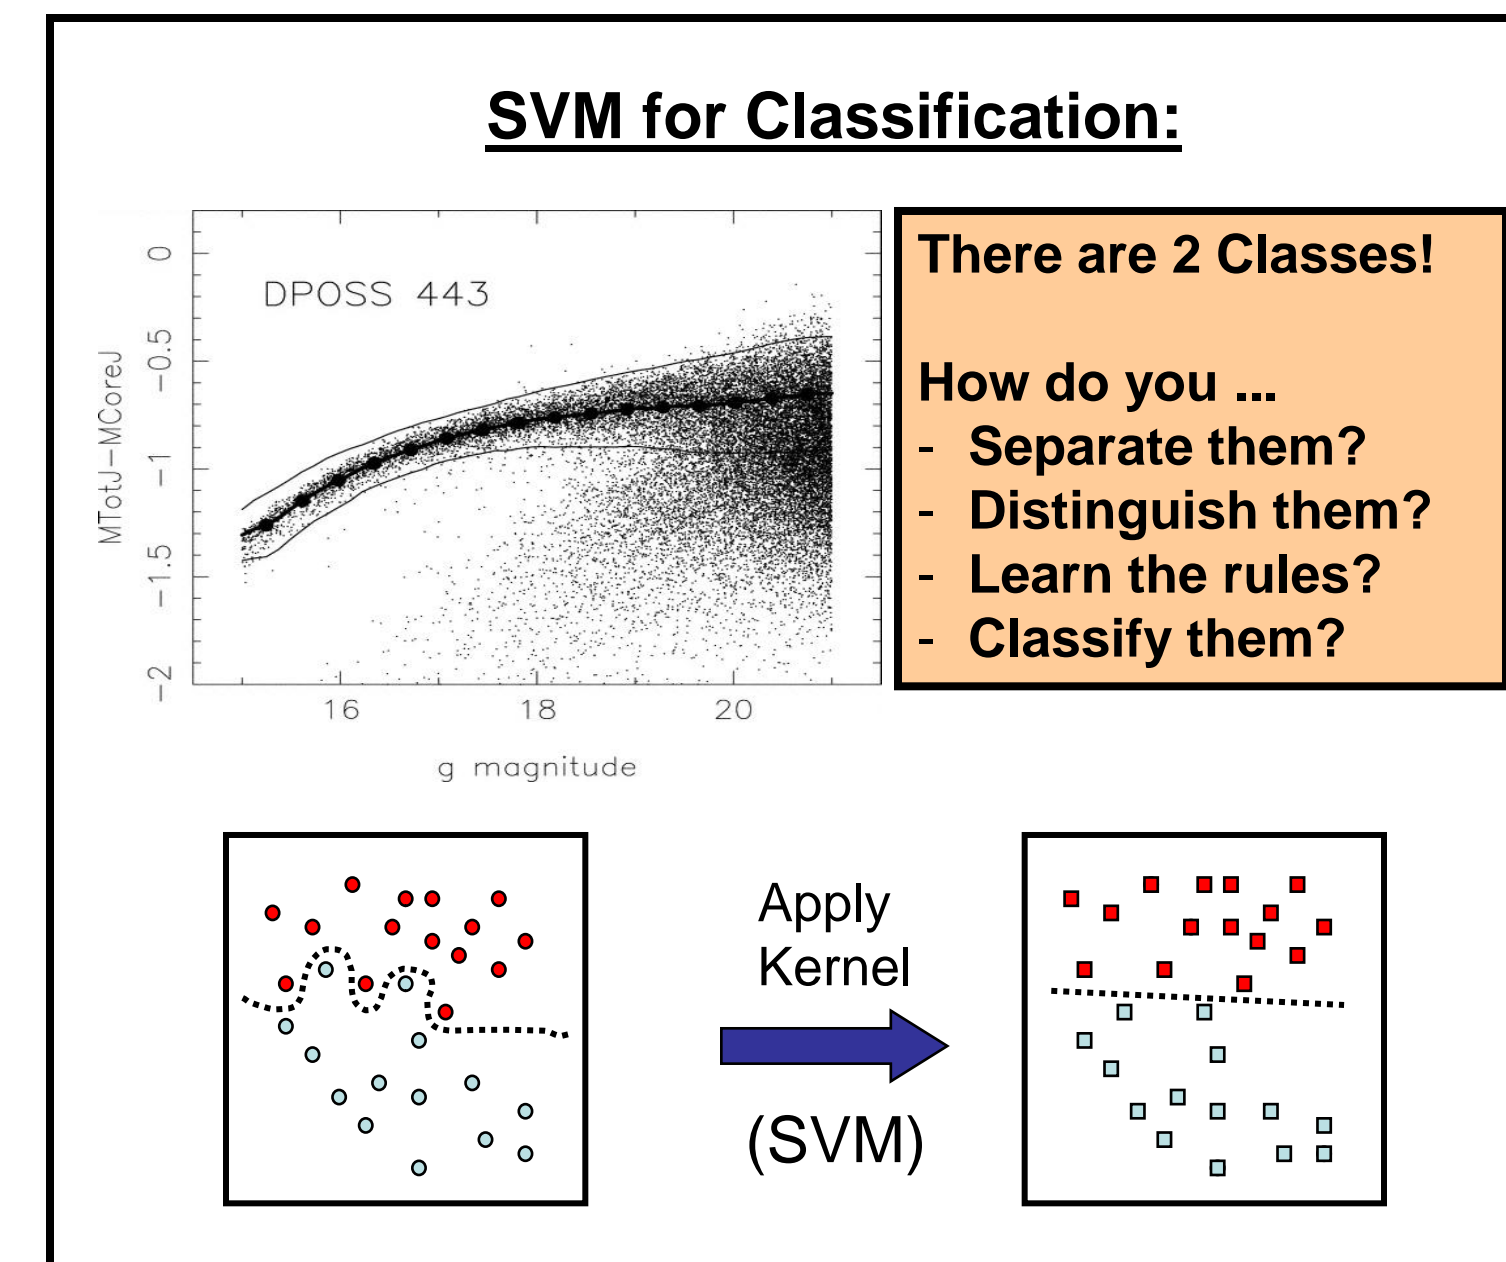 SVM for Classification:
DPOSS 443
MTotJ-MCoreJ
0
-0.5
-1
-1.5
-2
16 18 20
g magnitude
There are 2 Classes!
How do you ...
- Separate them?
- Distinguish them?
- Learn the rules?
- Classify them?
Apply
Kernel
(SVM)